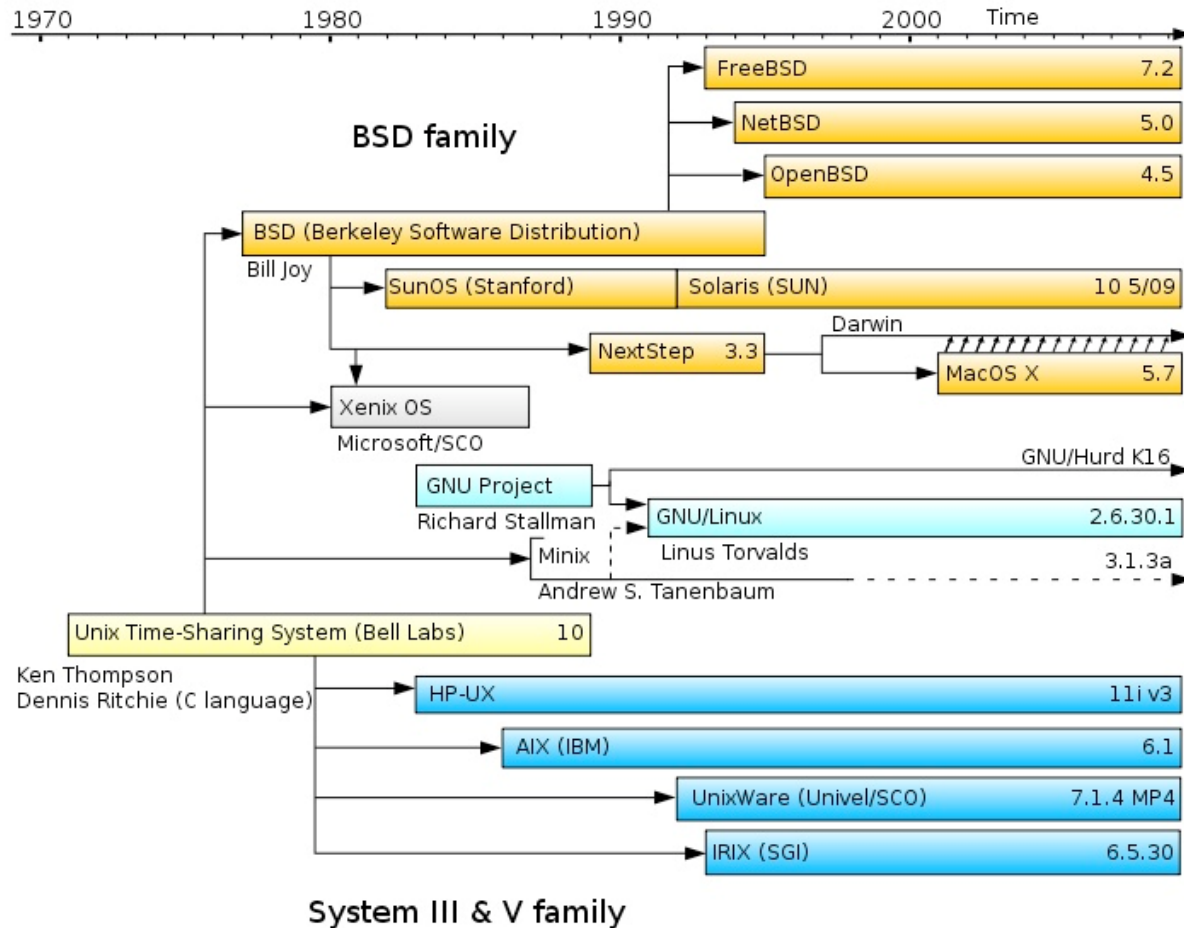 1970 1980 1990 2000 Time
FreeBSD 7.2
BSD family
NetBSD 5.0
OpenBSD 4.5
BSD (Berkeley Software Distribution)
Bill Joy
SunOS (Stanford) Solaris (SUN) 10 5/09
Darwin
NextStep 3.3
MacOS X 5.7
Xenix OS
Microsoft/SCO
GNU/Hurd K16
GNU Project
Richard Stallman
GNU/Linux 2.6.30.1
Linus Torvalds
Minix 3.1.3a
Andrew S. Tanenbaum
Unix Time-Sharing System (Bell Labs) 10
Ken Thompson
Dennis Ritchie (C language)
HP-UX 11i v3
AIX (IBM) 6.1
UnixWare (Univel/SCO) 7.1.4 MP4
IRIX (SGI) 6.5.30
System III & V family